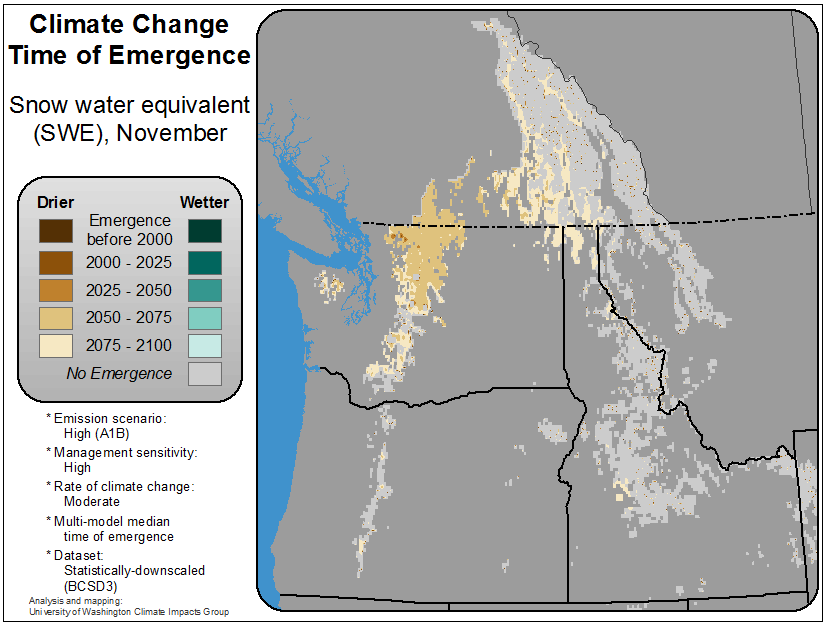 Climate Change
Time of Emergence
Snow water equivalent
(SWE), November
Drier
Wetter
Emergence
before 2000
2000 - 2025
2025 - 2050
2050 - 2075
2075 - 2100
No Emergence
* Emission scenario:
High (A1B)
* Management sensitivity:
High
* Rate of climate change:
Moderate
* Multi-model median
time of emergence
* Dataset:
Statistically-downscaled
(BCSD3)
Analysis and mapping:
University of Washington Climate Impacts Group